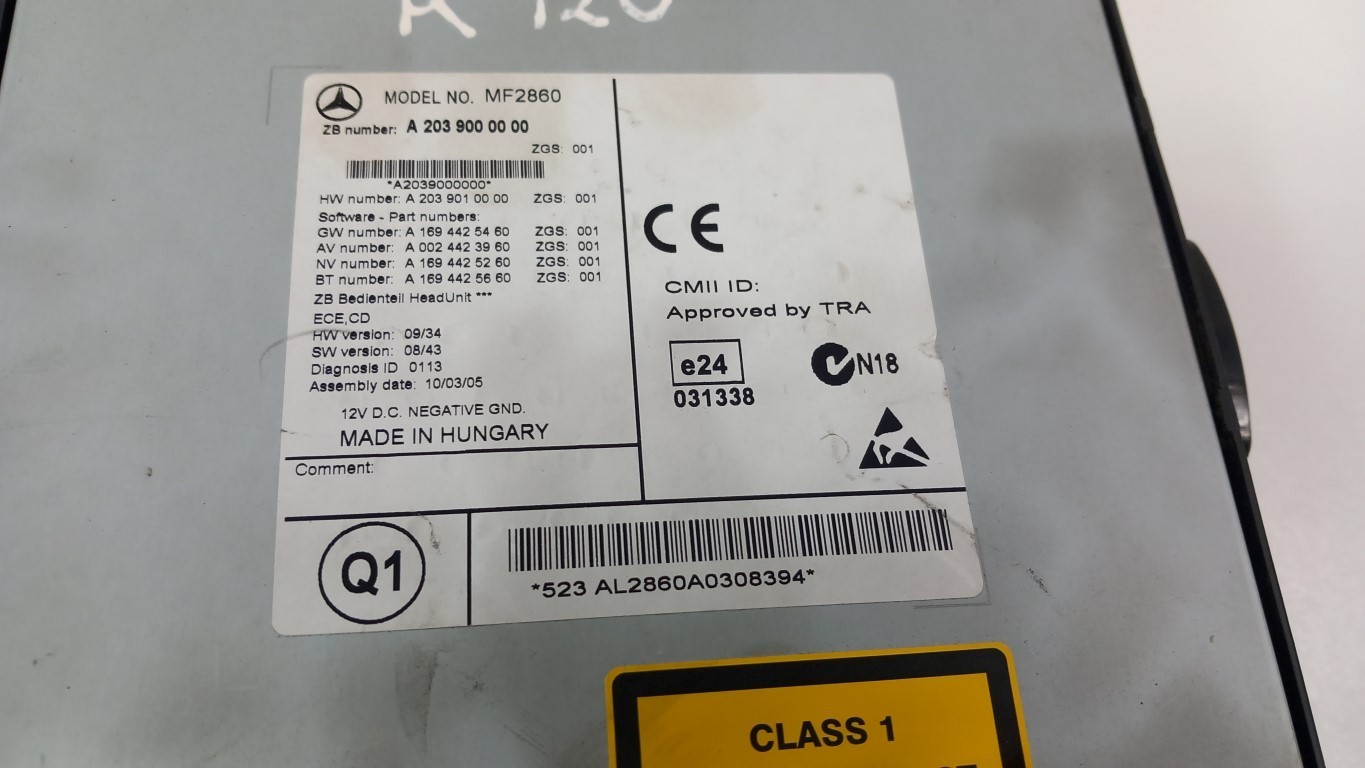 MODEL NO. MF2860
ZB number: A 203 900 00 00
ZGS: 001
*A2039000000*
HW number: A 203 901 00 00 ZGS: 001
Software - Part numbers:
GW number: A 169 442 54 60 ZGS: 001
AV number: A 002 442 39 60 ZGS: 001
NV number: A 169 442 52 60 ZGS: 001
BT number: A 169 442 56 60 ZGS: 001
ZB Bedienteil HeadUnit ***
ECE,CD
HW version: 09/34
SW version: 08/43
Diagnosis ID 0113
Assembly date: 10/03/05
12V D.C. NEGATIVE GND.
MADE IN HUNGARY
Comment:
CE
CMII ID:
Approved by TRA
e24
031338
N18
Q1
*523 AL2860A0308394*
CLASS 1